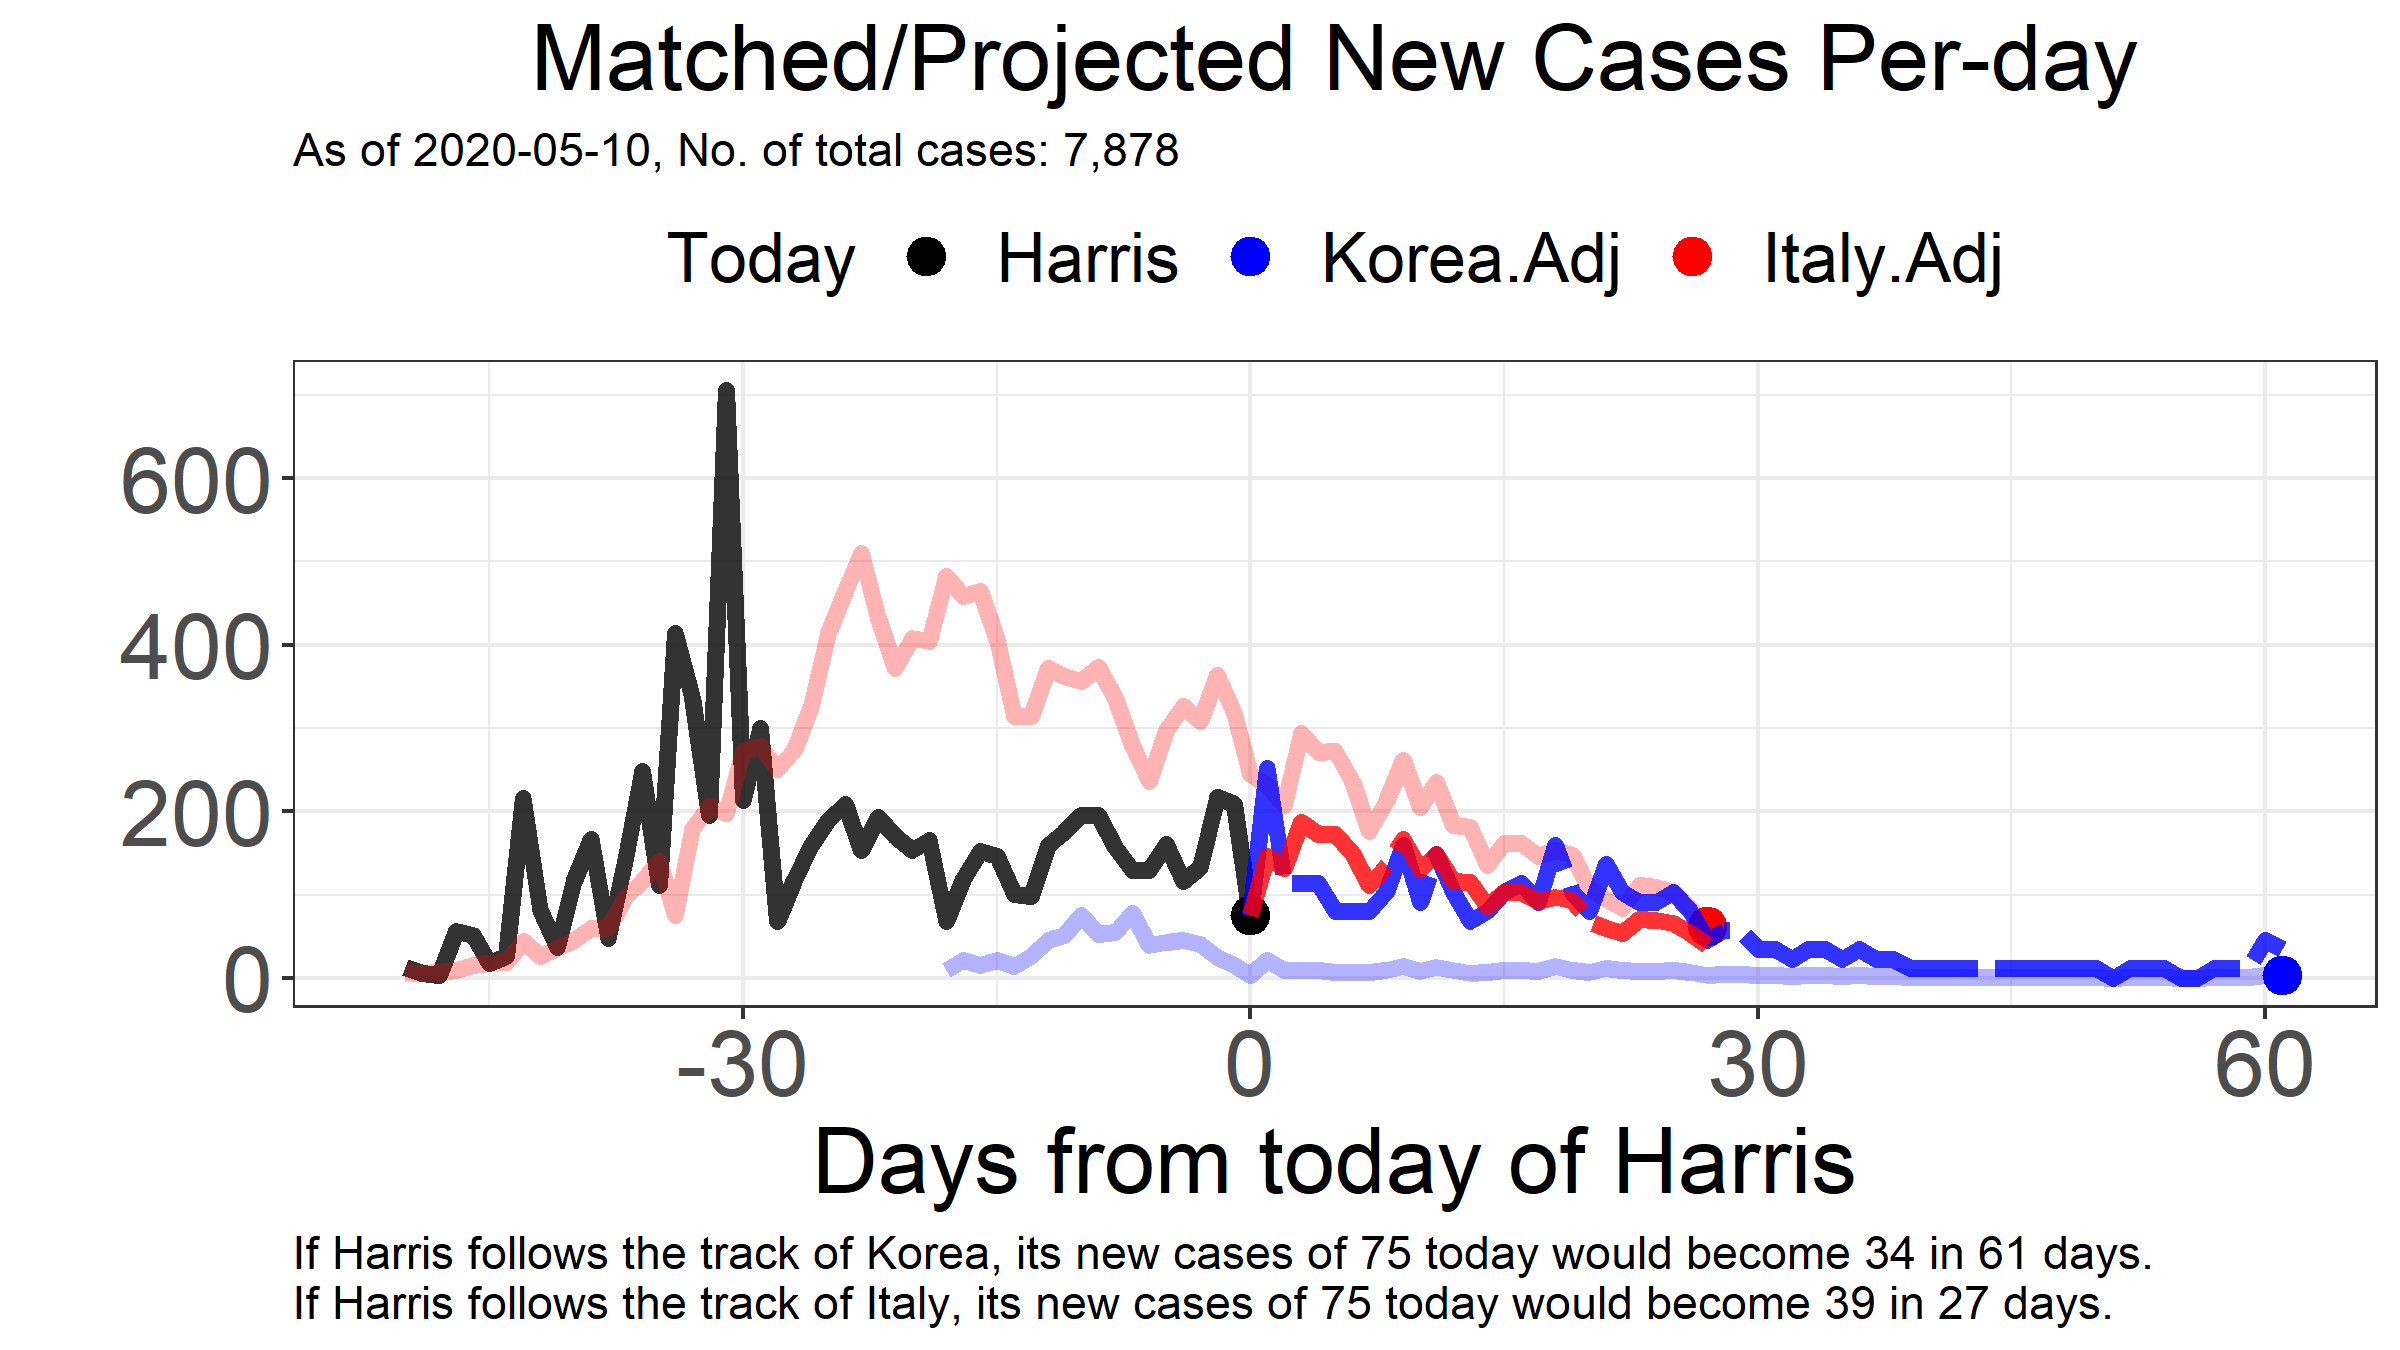 Matched/Projected New Cases Per-day
As of 2020-05-10, No. of total cases: 7,878
Today Harris Korea.Adj Italy.Adj
600
400
200
0
-30 0 30 60
Days from today of Harris
If Harris follows the track of Korea, its new cases of 75 today would become 34 in 61 days.
If Harris follows the track of Italy, its new cases of 75 today would become 39 in 27 days.